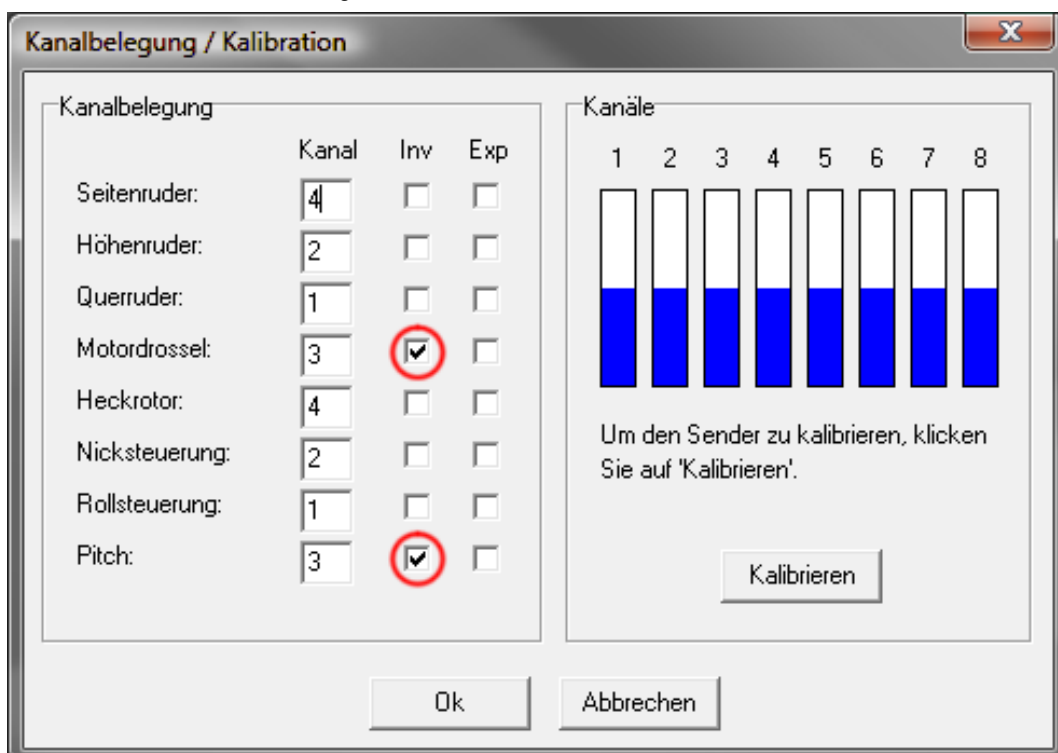 Kanalbelegung / Kalibration
Kanalbelegung
Kanal Inv Exp
Seitenruder: 4
Höhenruder: 2
Querruder: 1
Motordrossel: 3
Heckrotor: 4
Nicksteuerung: 2
Rollsteuerung: 1
Pitch: 3
Kanäle
1 2 3 4 5 6 7 8
Um den Sender zu kalibrieren, klicken
Sie auf 'Kalibrieren'.
Kalibrieren
Ok
Abbrechen